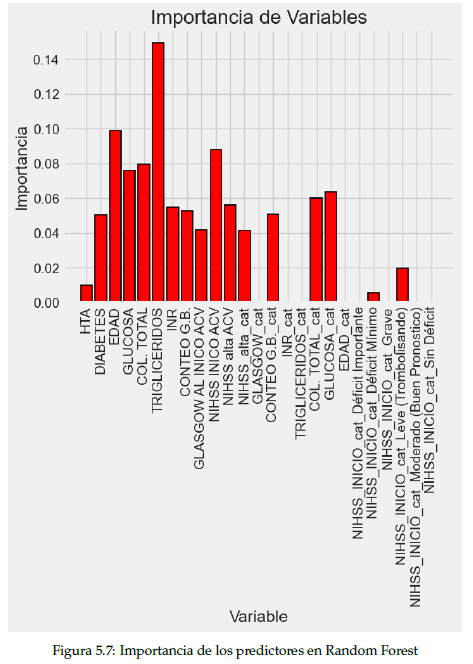 Importancia de Variables
Importancia
0.14
0.12
0.10
0.08
0.06
0.04
0.02
0.00
HTA
DIABETES
EDAD
GLUCOSA
COL. TOTAL
TRIGLICERIDOS
INR
CONTEO G.B.
GLASGOW AL INICO ACV
NIHSS INICO ACV
NIHSS alta ACV
NIHSS_alta_cat
GLASGOW_cat
CONTEO G.B._cat
INR_cat
TRIGLICERIDOS_cat
COL. TOTAL_cat
GLUCOSA_cat
EDAD_cat
NIHSS_INICIO_cat_Déficit Importante
NIHSS_INICIO_cat_Déficit Mínimo
NIHSS_INICIO_cat_Grave
NIHSS_INICIO_cat_Leve (Trombolisando)
NIHSS_INICIO_cat_Moderado (Buen Pronostico)
NIHSS_INICIO_cat_Sin Déficit
Variable
Figura 5.7: Importancia de los predictores en Random Forest